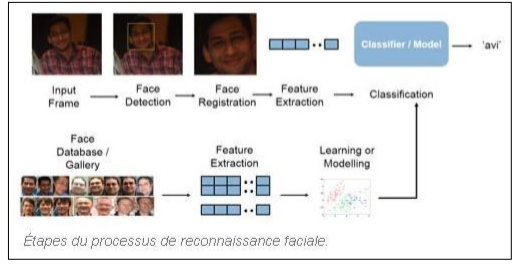 Classifier / Model
'avi'
Input
Frame
Face
Detection
Face
Registration
Feature
Extraction
Classification
Face
Database /
Gallery
Feature
Extraction
Learning or
Modelling
Étapes du processus de reconnaissance faciale.